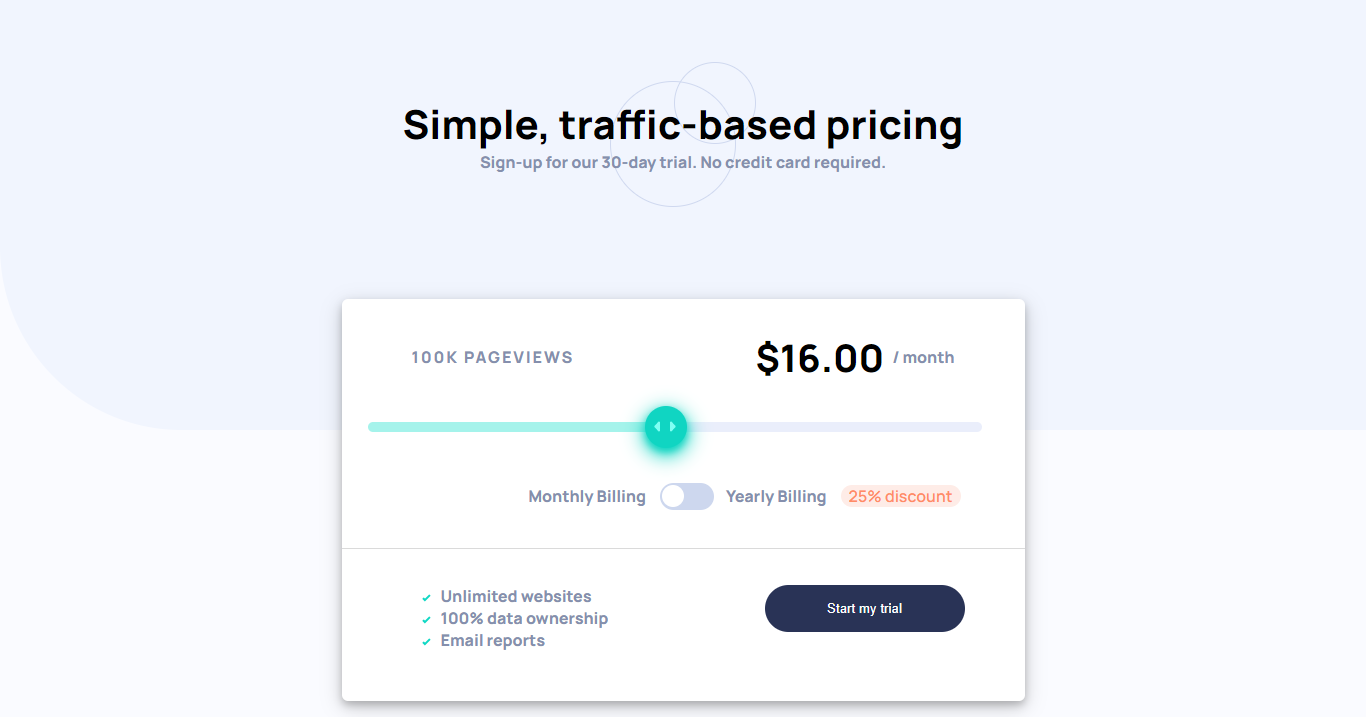 Simple, traffic-based pricing
Sign-up for our 30-day trial. No credit card required.
100K PAGEVIEWS
$16.00 / month
Monthly Billing
Yearly Billing
25% discount
Unlimited websites
100% data ownership
Email reports
Start my trial